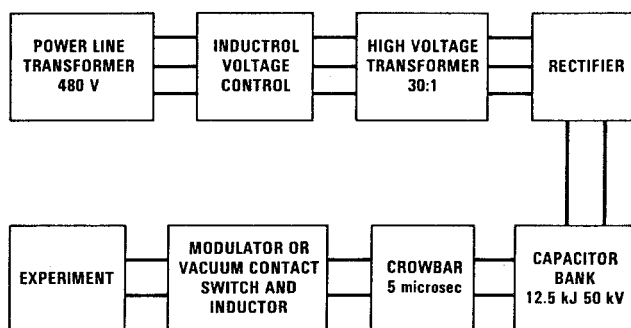 POWER LINE
TRANSFORMER
480 V
INDUCTROL
VOLTAGE
CONTROL
HIGH VOLTAGE
TRANSFORMER
30:1
RECTIFIER
EXPERIMENT
MODULATOR OR
VACUUM CONTACT
SWITCH AND
INDUCTOR
CROWBAR
5 microsec
CAPACITOR
BANK
12.5 kJ 50 kV